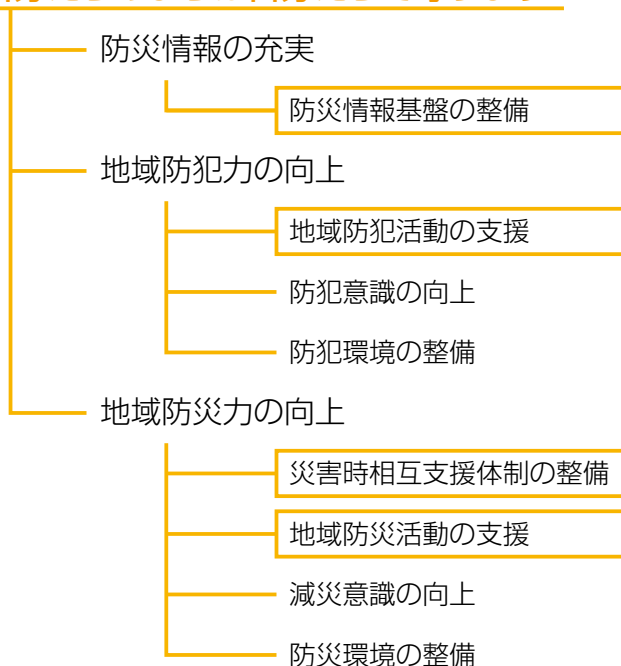 防災情報の充実
防災情報基盤の整備
地域防犯力の向上
地域防犯活動の支援
防犯意識の向上
防犯環境の整備
地域防災力の向上
災害時相互支援体制の整備
地域防災活動の支援
減災意識の向上
防災環境の整備